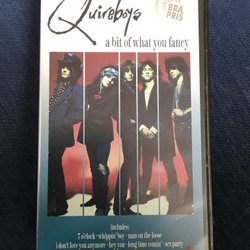 Quireboys
BRA
PRIS
a bit of what you fancy
includes:
7 o'clock · whippin' boy · man on the loose
i don't love you anymore · hey you · long time comin' · sex party